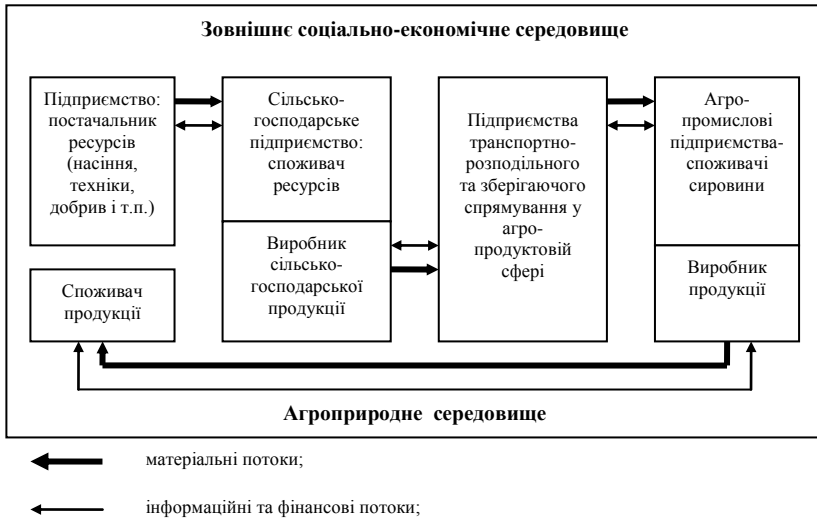 Зовнішнє соціально-економічне середовище
Підприємство:
постачальник
ресурсів
(насіння,
техніки,
добрив і т.п.)
Сільсько-
господарське
підприємство:
споживач
ресурсів
Підприємства
транспортно-
розподільного
та зберігаючого
спрямування у
агро-
продуктовій
сфері
Агро-
промислові
підприємства-
споживачі
сировини
Споживач
продукції
Виробник
сільсько-
господарської
продукції
Виробник
продукції
Агроприродне середовище
матеріальні потоки;
інформаційні та фінансові потоки;